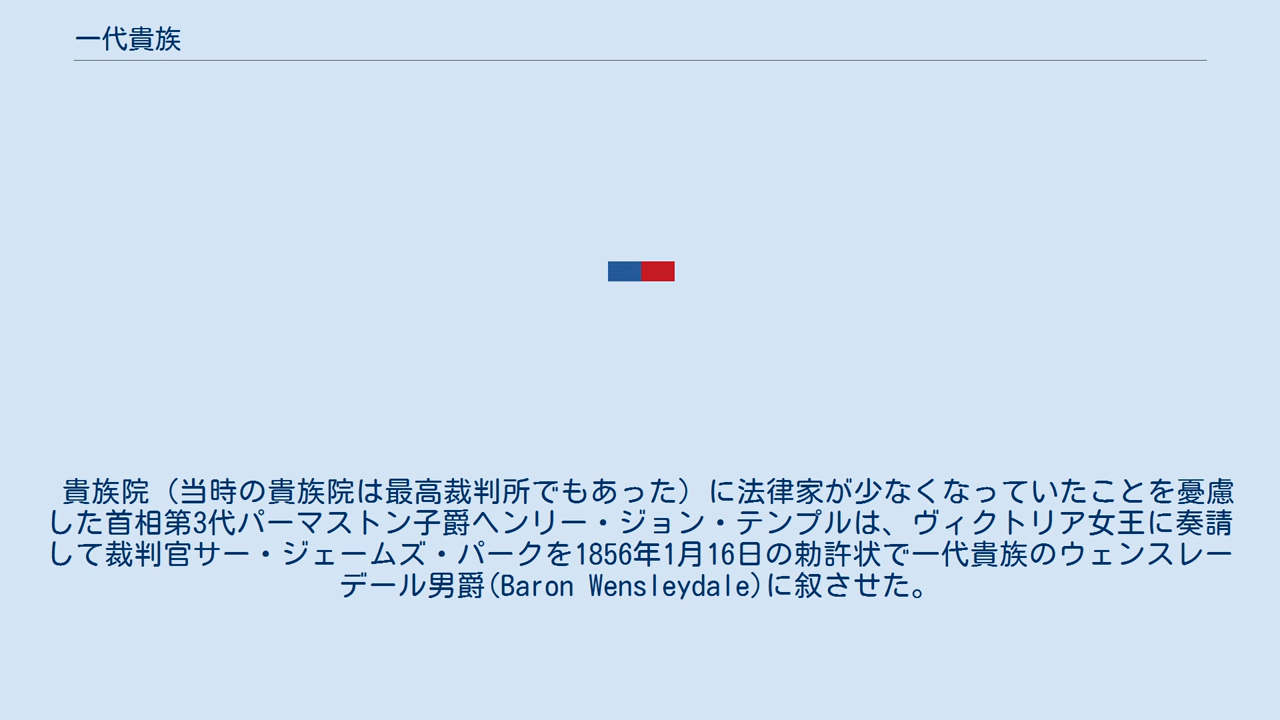 一代貴族
貴族院（当時の貴族院は最高裁判所でもあった）に法律家が少なくなっていたことを憂慮
した首相第3代パーマストン子爵ヘンリー・ジョン・テンプルは、ヴィクトリア女王に奏請
して裁判官サー・ジェームズ・パークを1856年1月16日の勅許状で一代貴族のウェンスレー
デール男爵(Baron Wensleydale)に叙させた。